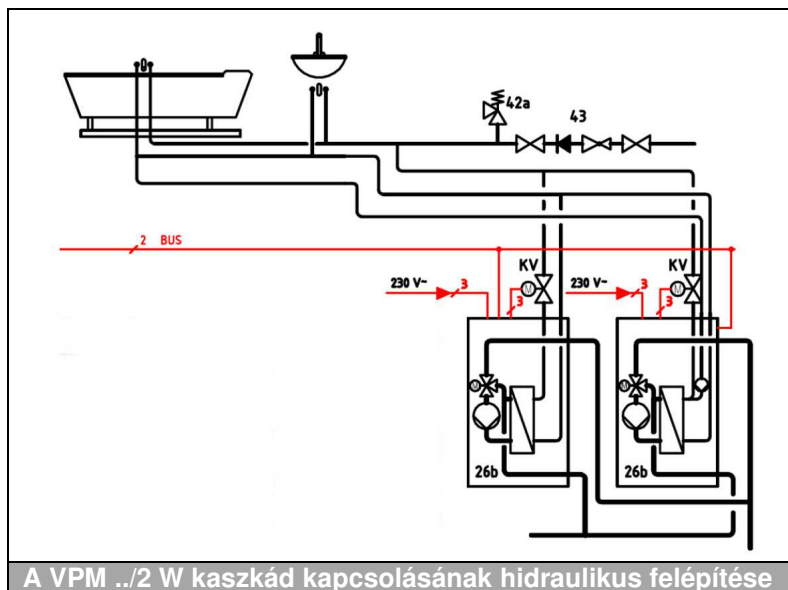 42a
43
2 BUS
KV
KV
230 V~
3
230 V~
3
3
3
26b
26b
M
M
M
M
A VPM ../2 W kaszkád kapcsolásának hidraulikus felépítése